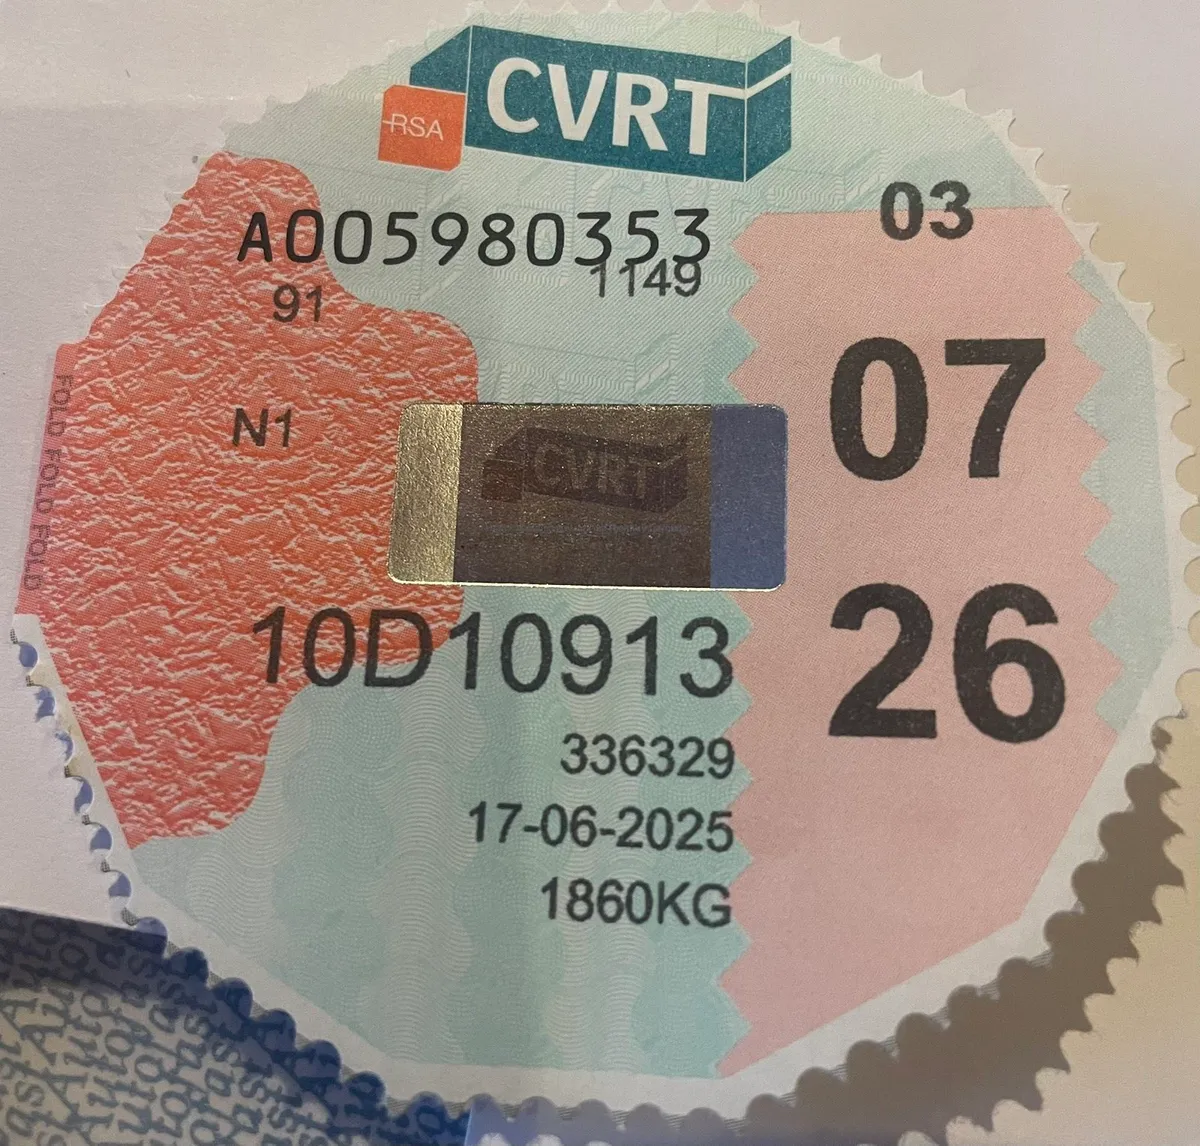 CVRT
RSA
03
A005980353
1149
91
07
N1
CVRT
FOLD FOLD FOLD
26
10D10913
336329
17-06-2025
1860KG